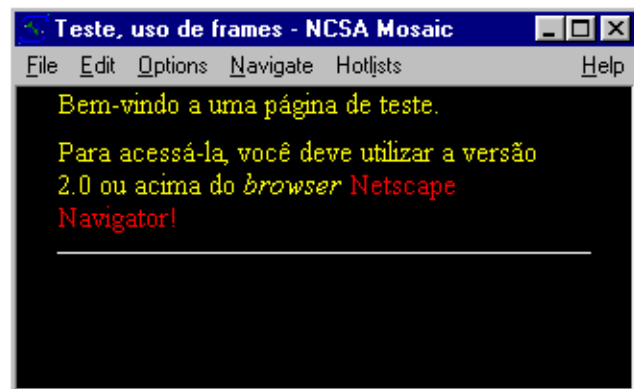 Teste, uso de frames - NCSA Mosaic
File Edit Options Navigate Hotlists Help
Bem-vindo a uma página de teste.
Para acessá-la, você deve utilizar a versão
2.0 ou acima do browser Netscape
Navigator!